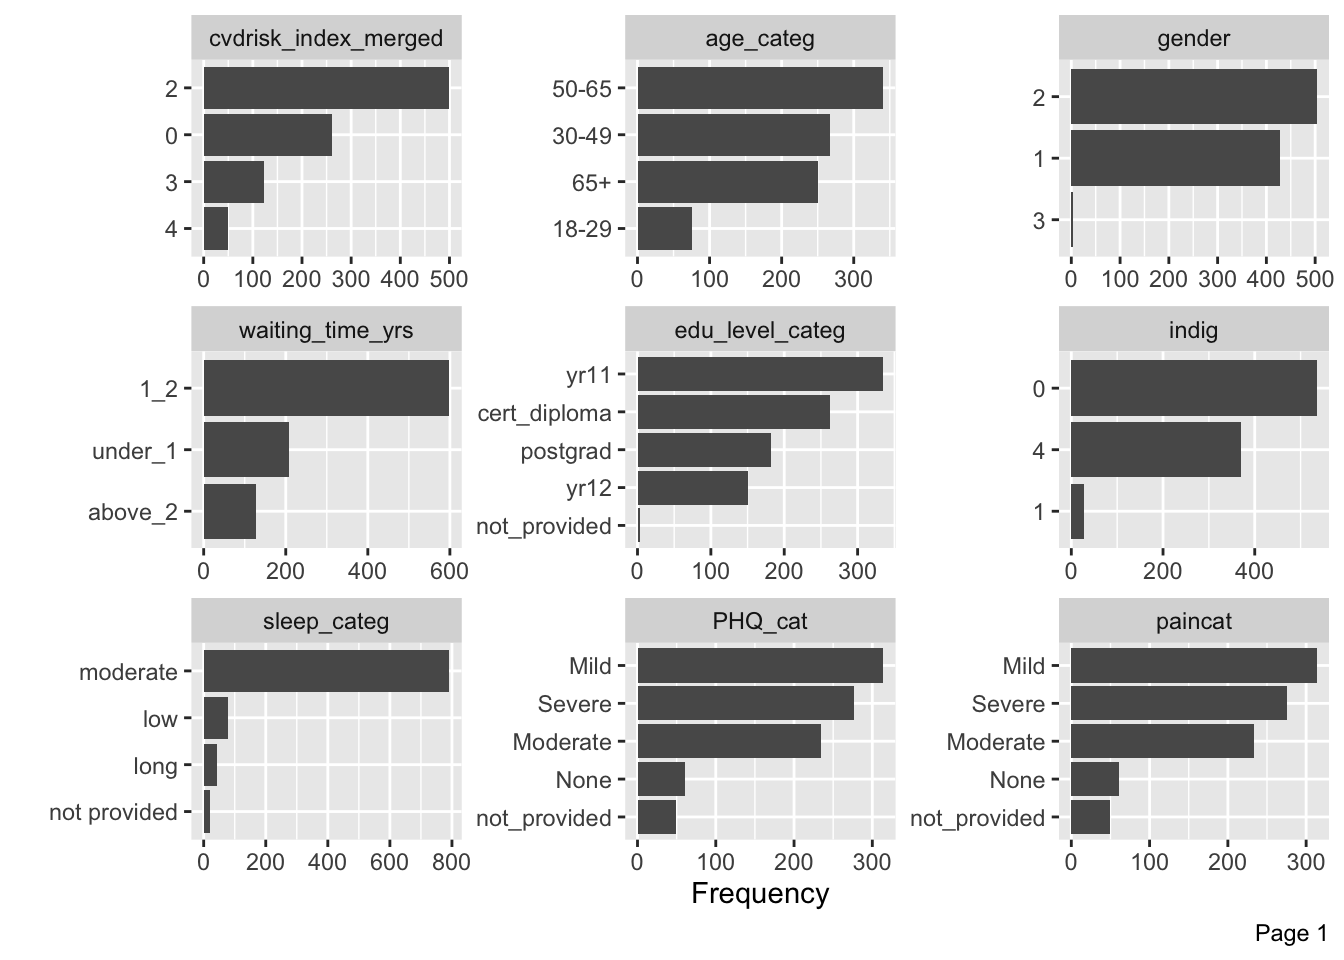 cvdrisk_index_merged
2
0
3
4
0 100 200 300 400 500
age_categ
50-65
30-49
65+
18-29
0 100 200 300
gender
2
1
3
0 100 200 300 400 500
waiting_time_yrs
1_2
under_1
above_2
0 200 400 600
edu_level_categ
yr11
cert_diploma
postgrad
yr12
not_provided
0 100 200 300
indig
0
4
1
0 200 400
sleep_categ
moderate
low
long
not provided
0 200 400 600 800
PHQ_cat
Mild
Severe
Moderate
None
not_provided
0 100 200 300
paincat
Mild
Severe
Moderate
None
not_provided
0 100 200 300
Frequency
Page 1